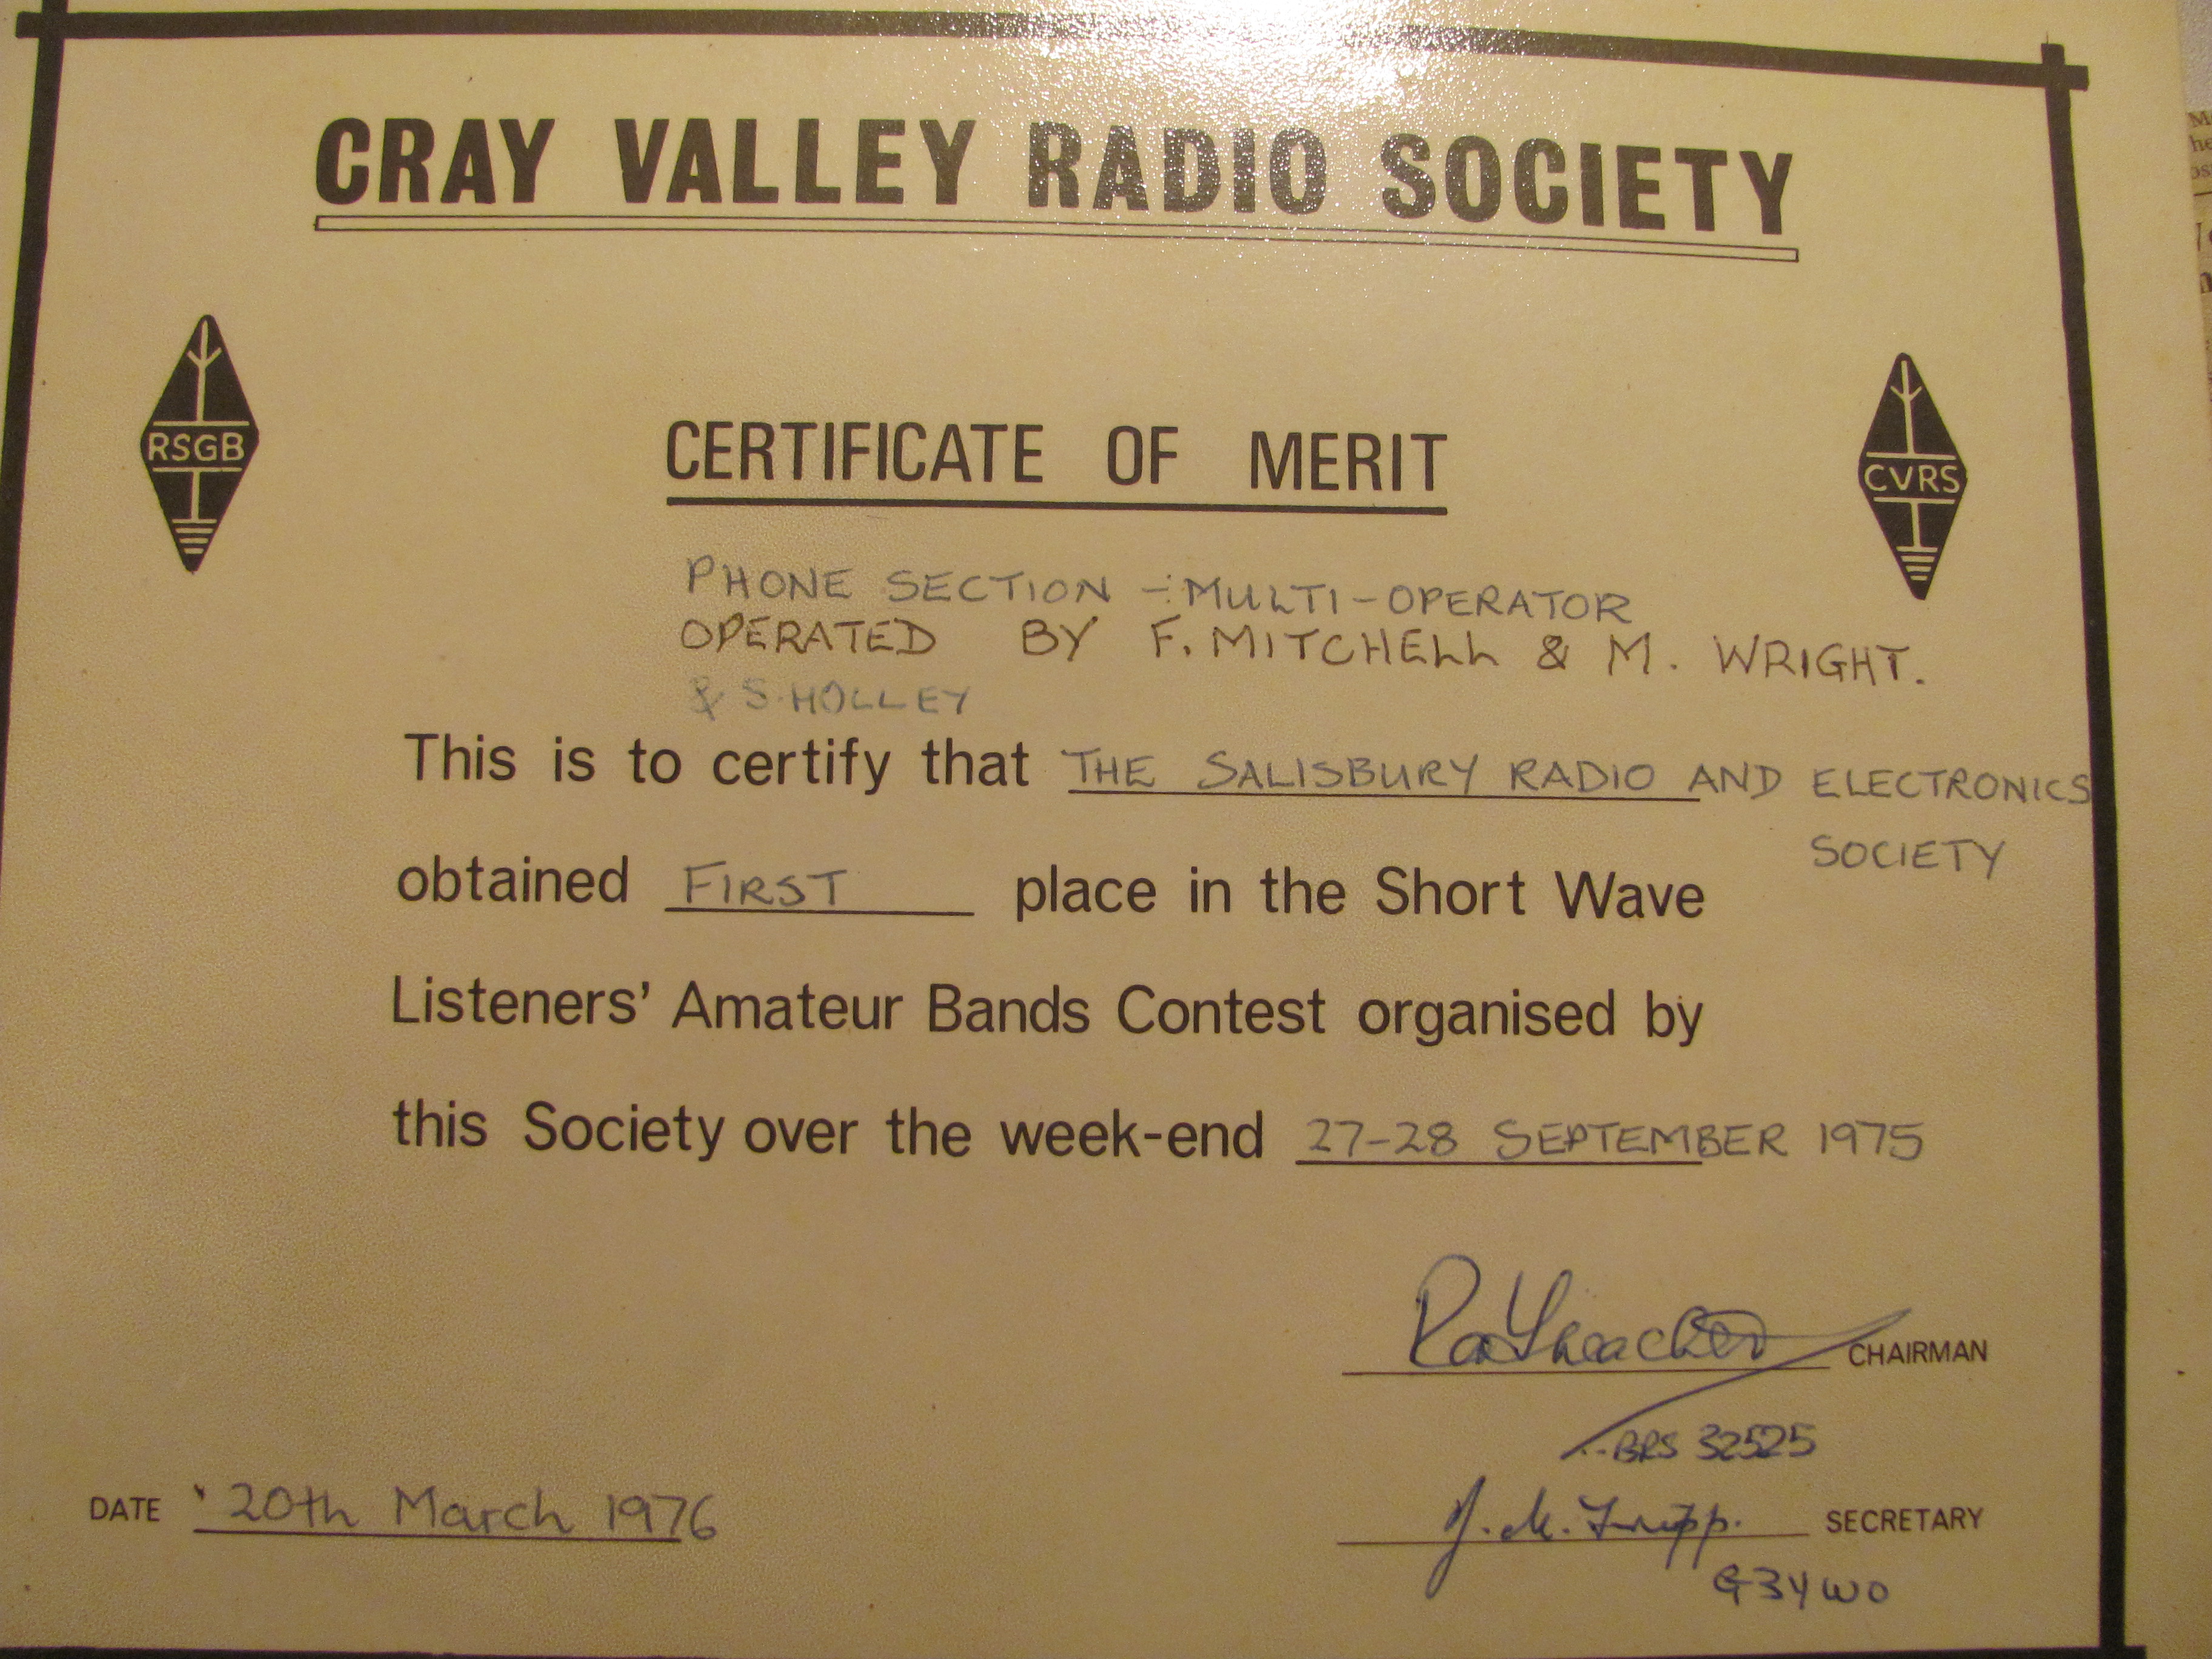 CRAY VALLEY RADIO SOCIETY
RSGB
CVRS
CERTIFICATE OF MERIT
PHONE SECTION - MULTI-OPERATOR
OPERATED BY F. MITCHELL & M. WRIGHT.
& S. HOLLEY
This is to certify that THE SALISBURY RADIO AND ELECTRONICS
SOCIETY
obtained FIRST place in the Short Wave
Listeners' Amateur Bands Contest organised by
this Society over the week-end 27-28 SEPTEMBER 1975
CHAIRMAN
BRS 32525
DATE 20th March 1976
SECRETARY
G3YWO